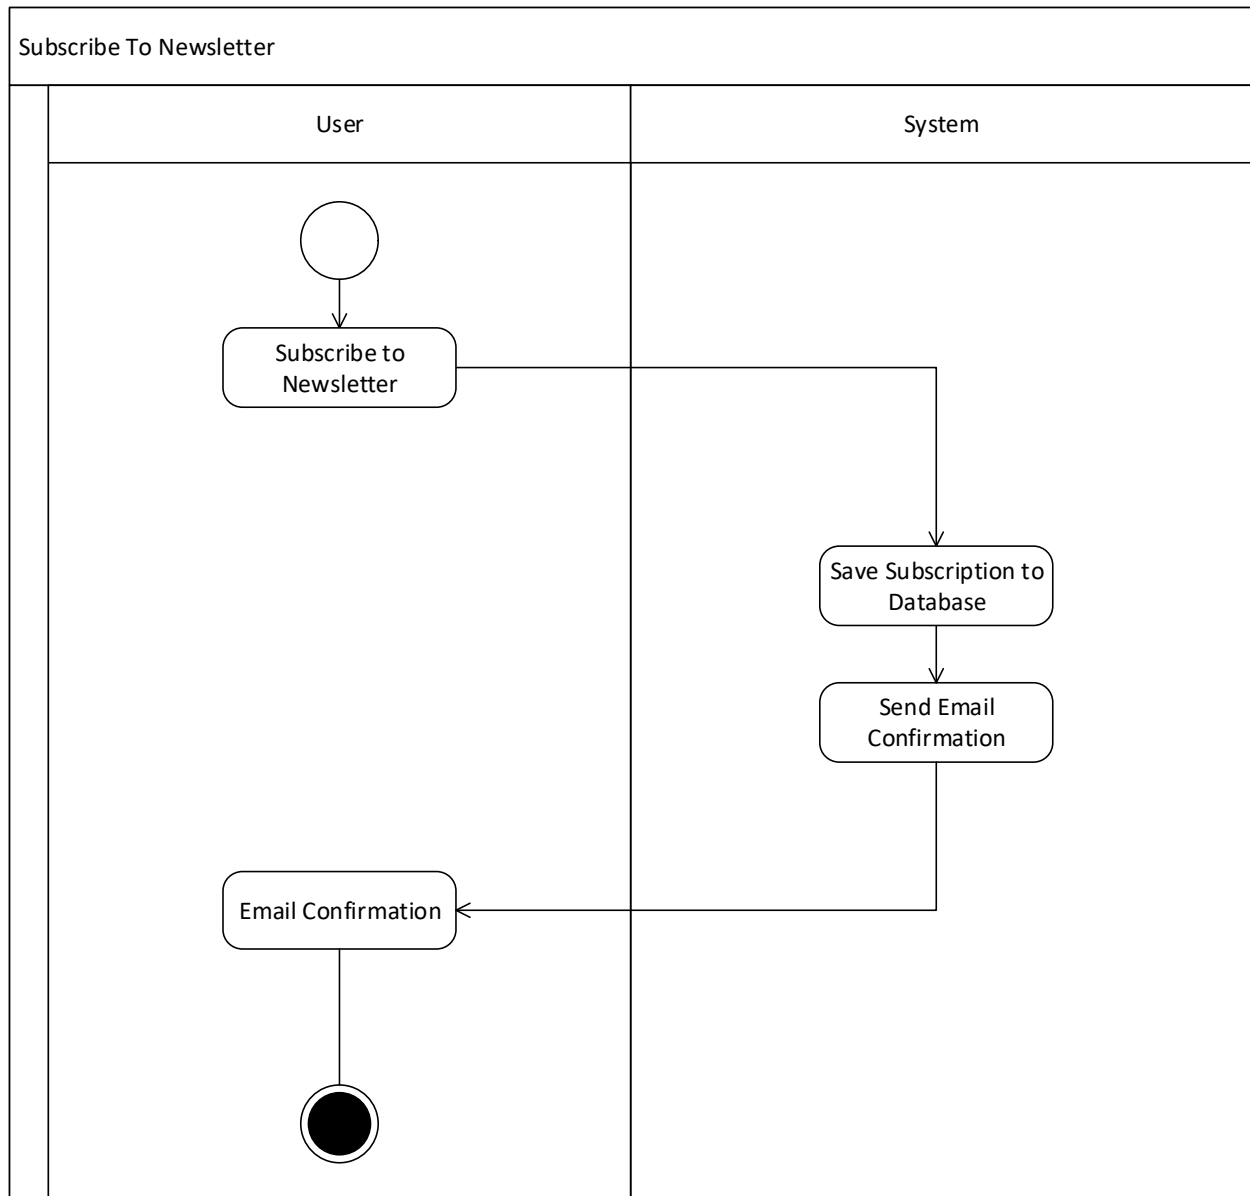 Subscribe To Newsletter
User
System
Subscribe to
Newsletter
Save Subscription to
Database
Send Email
Confirmation
Email Confirmation